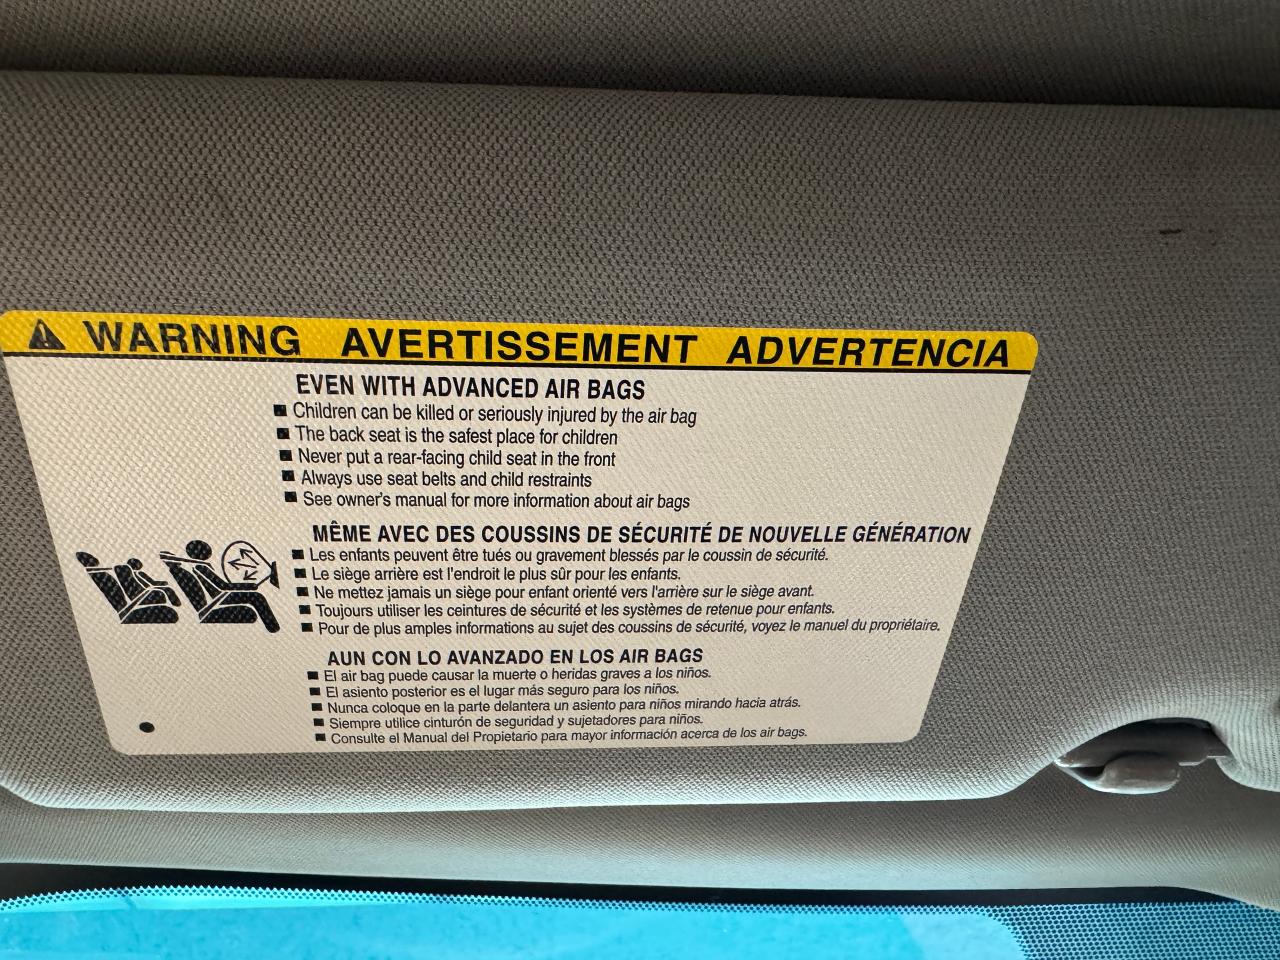 WARNING AVERTISSEMENT ADVERTENCIA
EVEN WITH ADVANCED AIR BAGS
■ Children can be killed or seriously injured by the air bag
■ The back seat is the safest place for children
■ Never put a rear-facing child seat in the front
■ Always use seat belts and child restraints
■ See owner's manual for more information about air bags
MÊME AVEC DES COUSSINS DE SÉCURITÉ DE NOUVELLE GÉNÉRATION
■ Les enfants peuvent être tués ou gravement blessés par le coussin de sécurité.
■ Le siège arrière est l'endroit le plus sûr pour les enfants.
■ Ne mettez jamais un siège pour enfant orienté vers l'arrière sur le siège avant.
■ Toujours utiliser les ceintures de sécurité et les systèmes de retenue pour enfants.
■ Pour de plus amples informations au sujet des coussins de sécurité, voyez le manuel du propriétaire.
AUN CON LO AVANZADO EN LOS AIR BAGS
■ El air bag puede causar la muerte o heridas graves a los niños.
■ El asiento posterior es el lugar más seguro para los niños.
■ Nunca coloque en la parte delantera un asiento para niños mirando hacia atrás.
■ Siempre utilice cinturón de seguridad y sujetadores para niños.
■ Consulte el Manual del Propietario para mayor información acerca de los air bags.